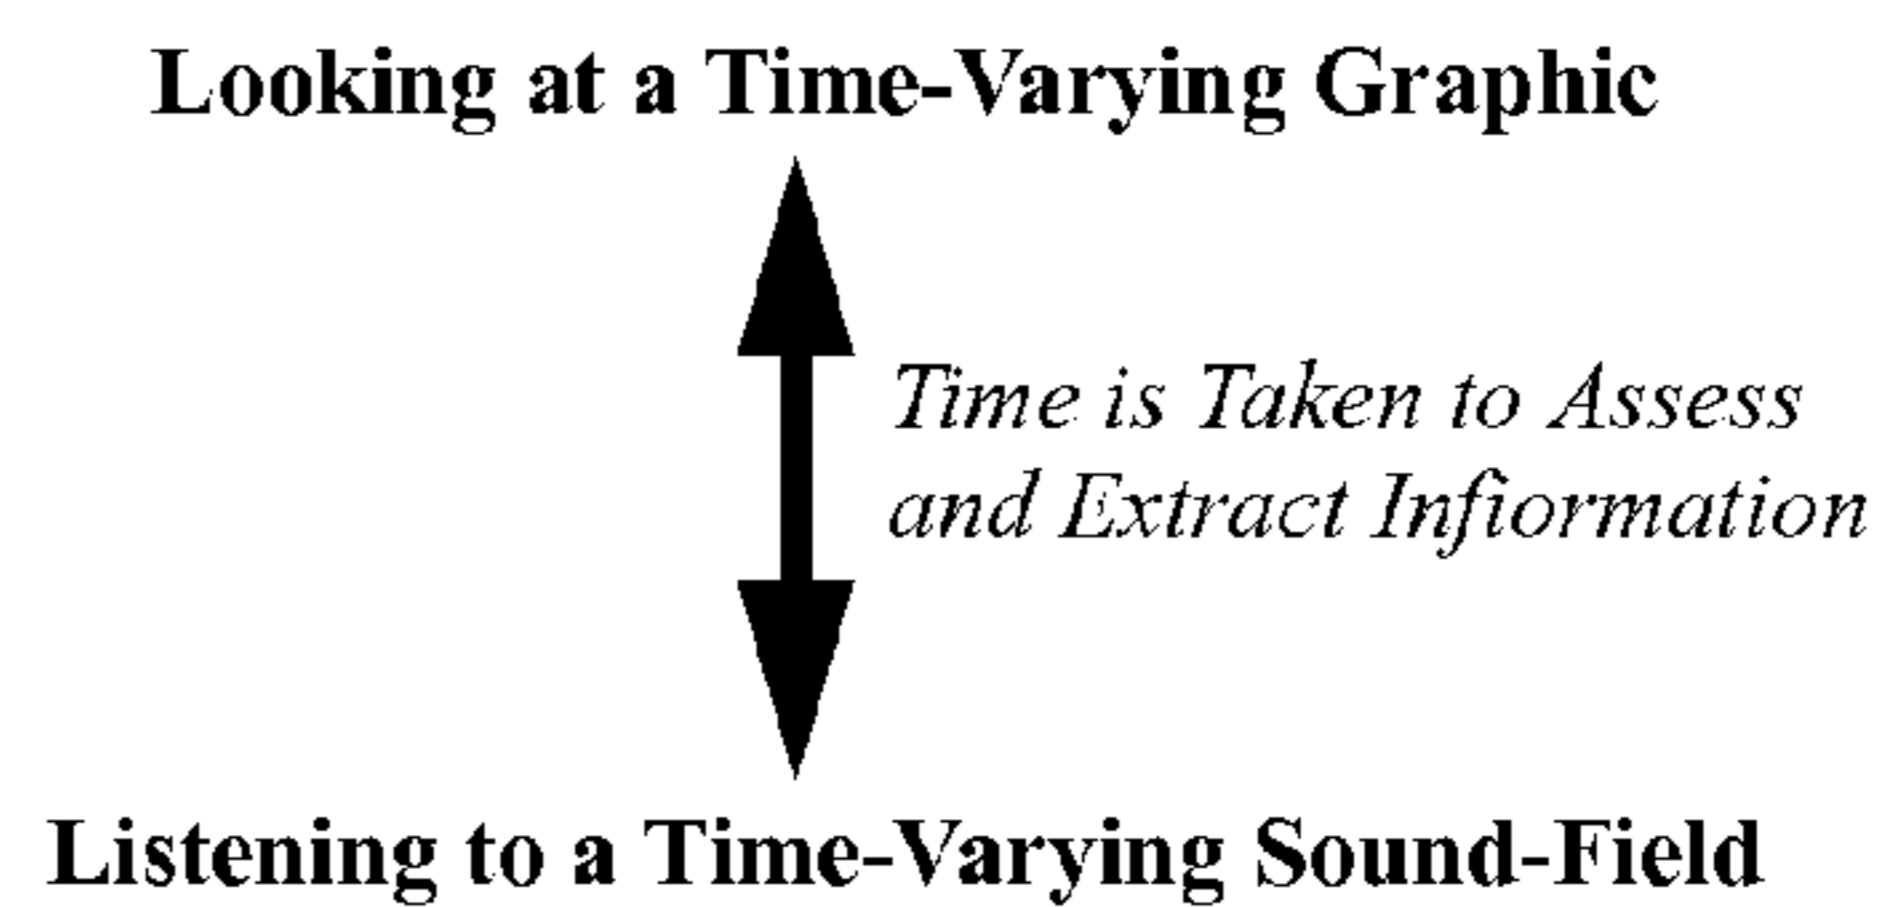 Looking at a Time-Varying Graphic
Time is Taken to Assess
and Extract Infiormation
Listening to a Time-Varying Sound-Field